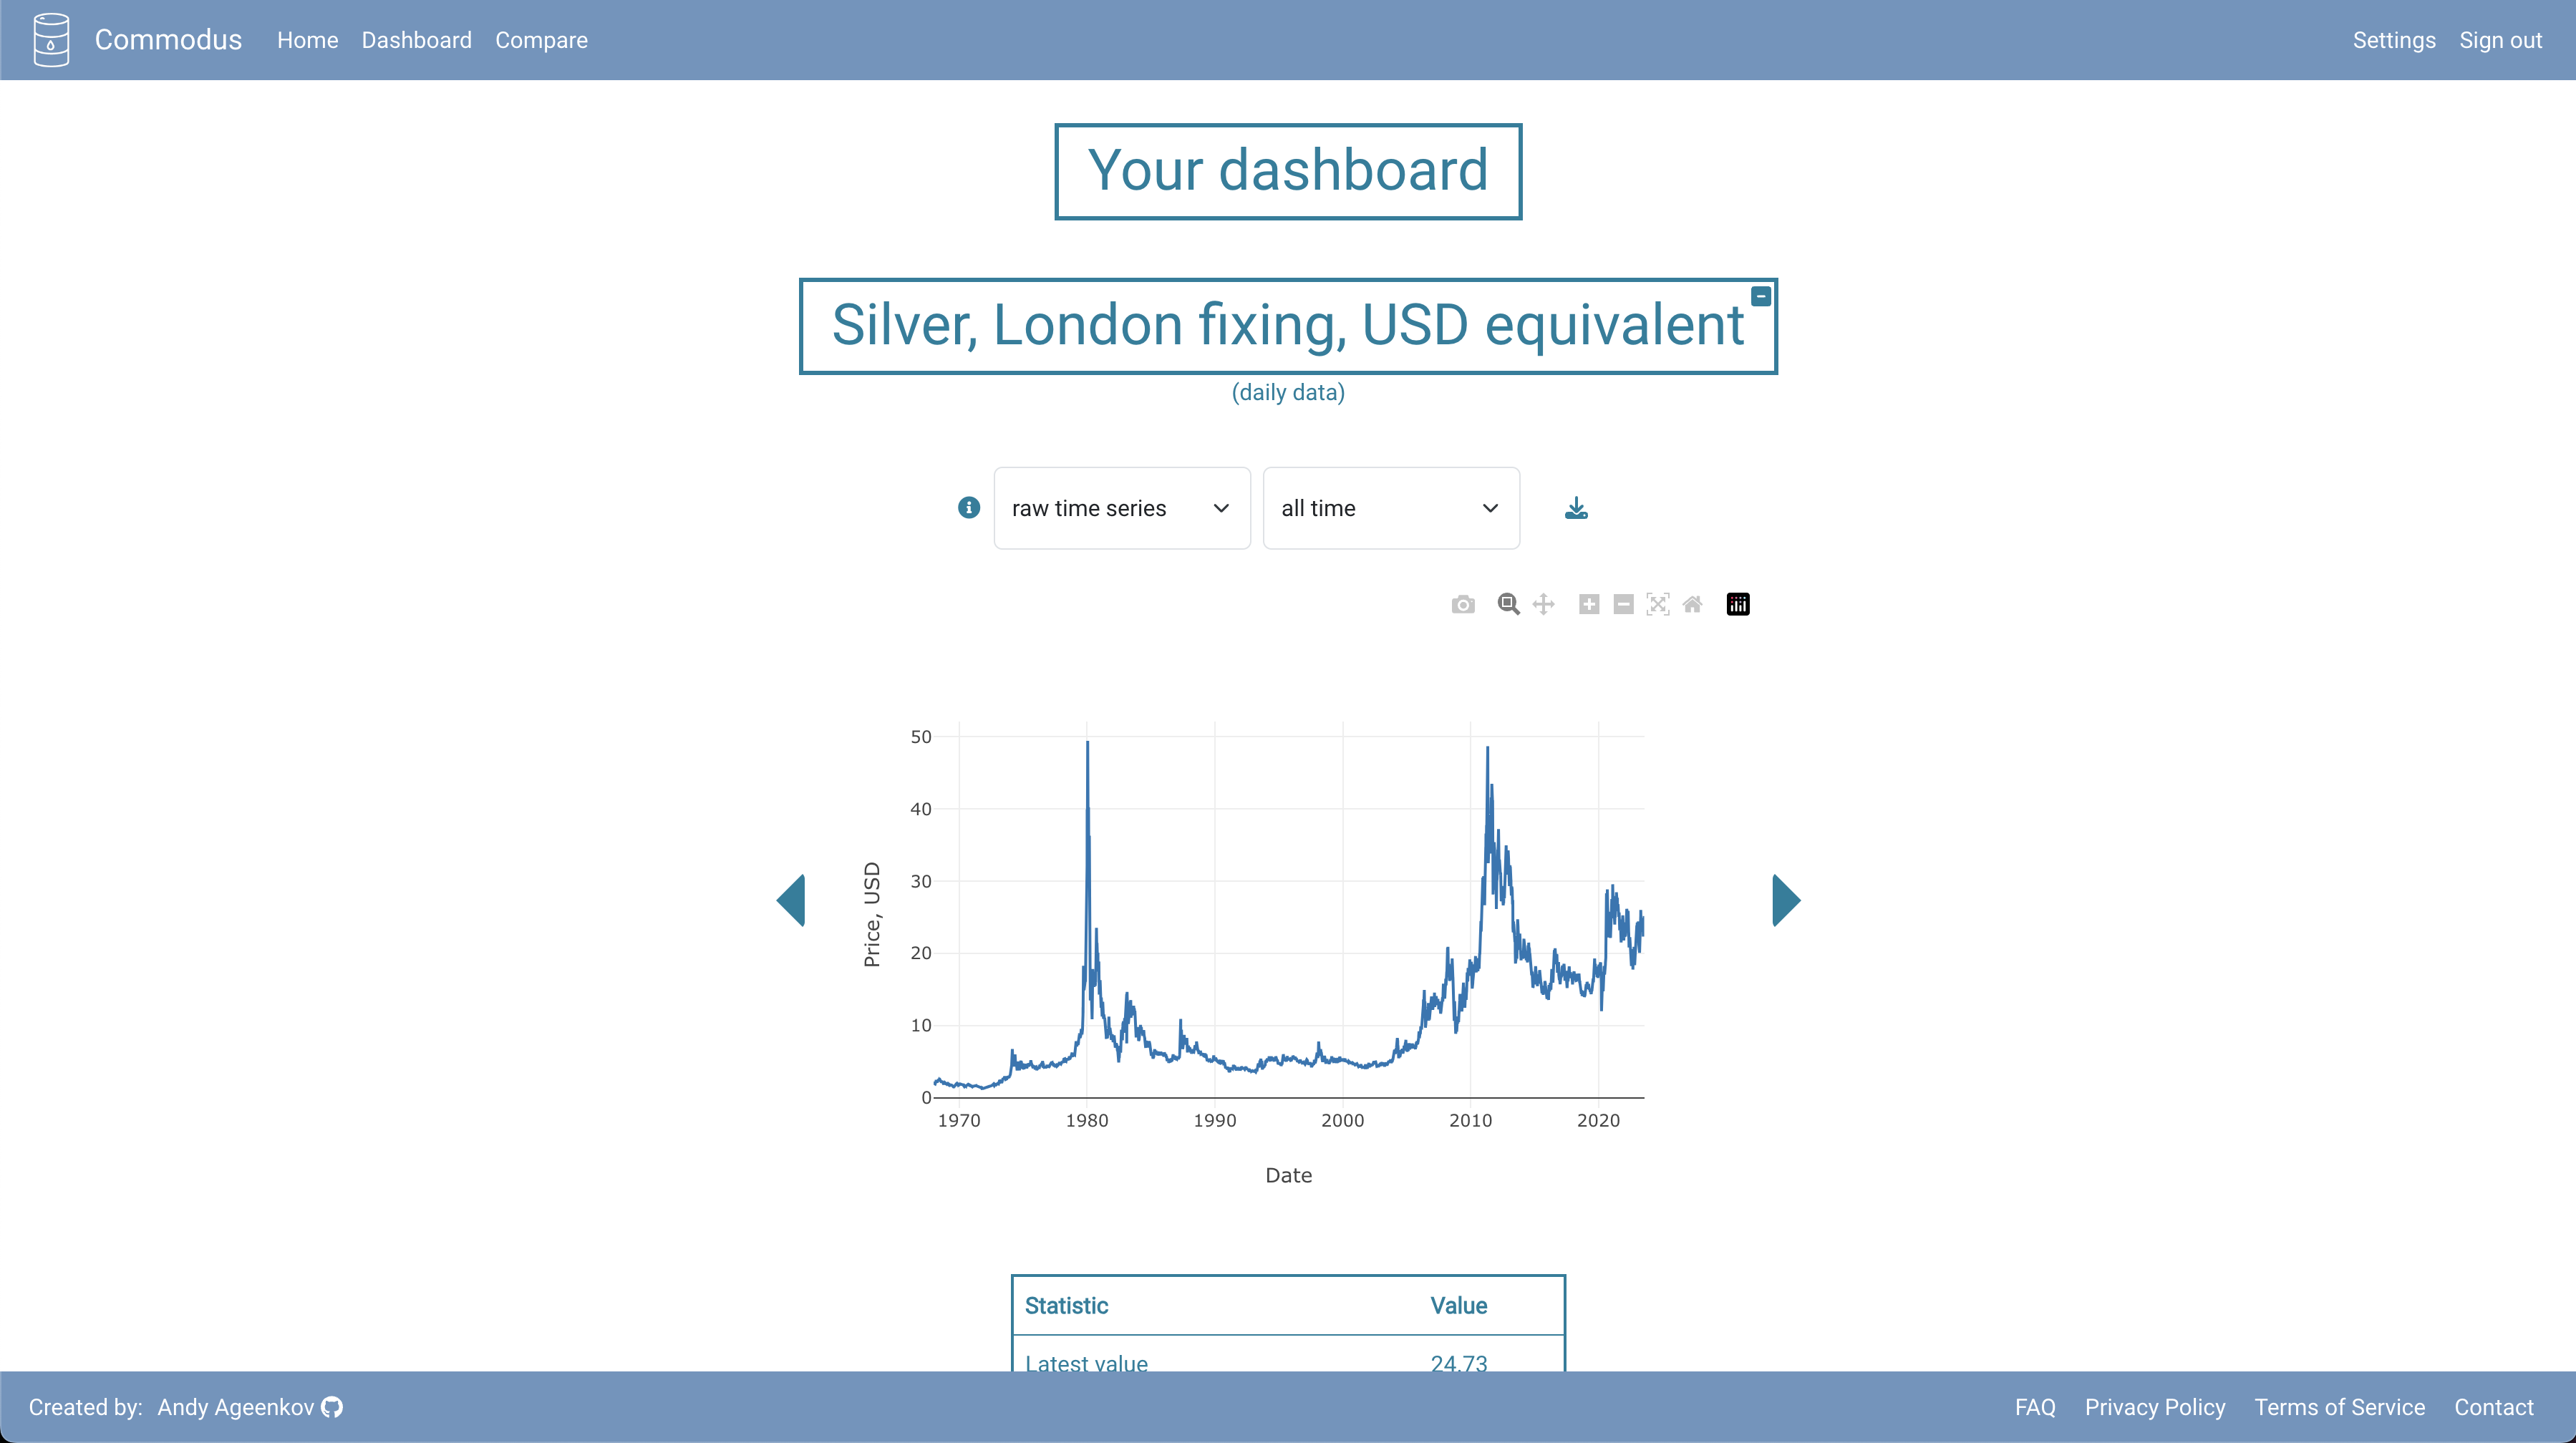 Commodus Home Dashboard Compare Settings Sign out
Your dashboard
Silver, London fixing, USD equivalent
(daily data)
raw time series all time
50
40
30
20
10
0
Price, USD
1970 1980 1990 2000 2010 2020
Date
Statistic Value
Latest value 24.73
Created by: Andy Ageenkov FAQ Privacy Policy Terms of Service Contact